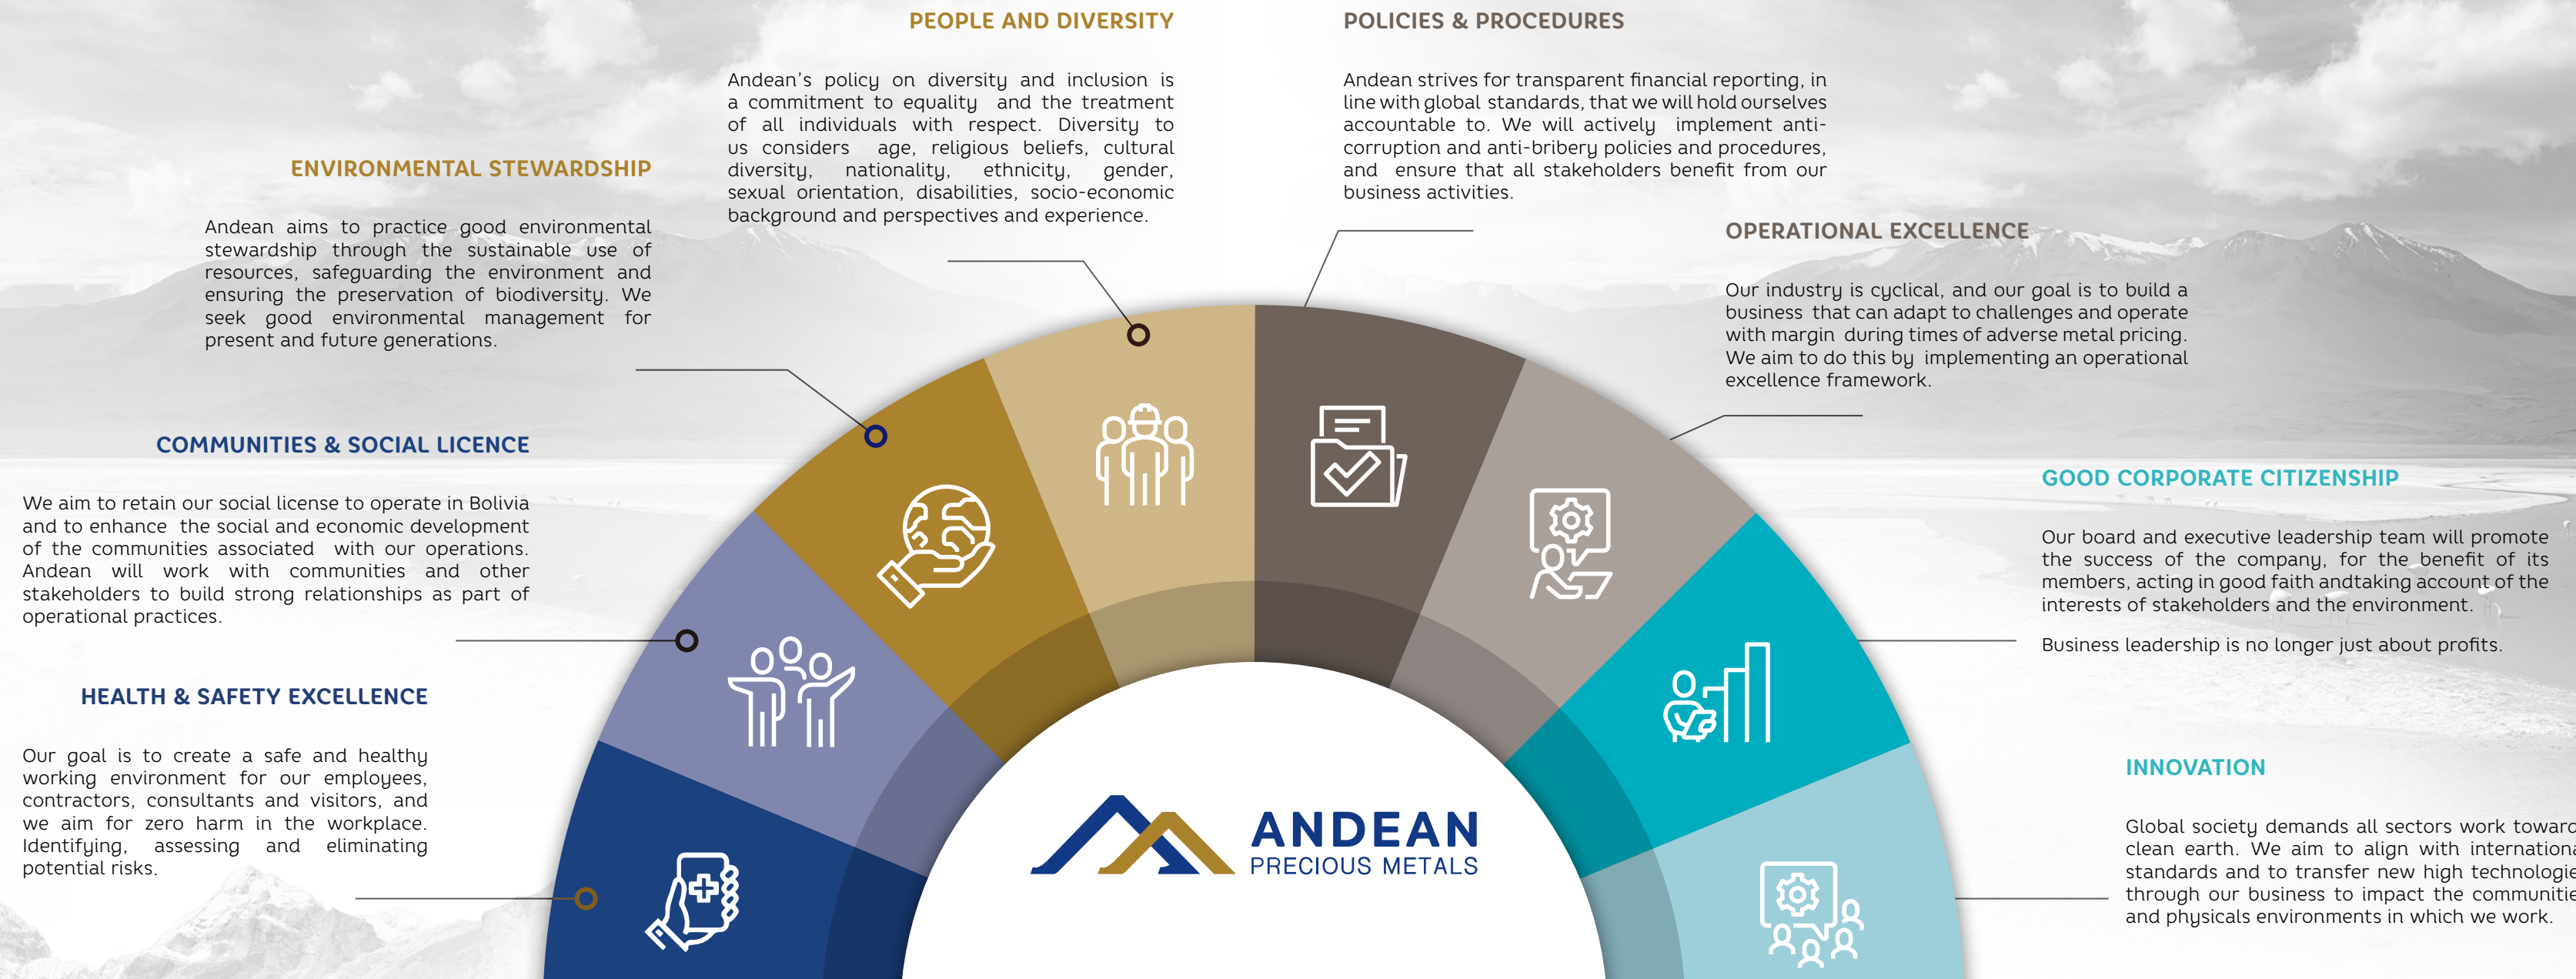 PEOPLE AND DIVERSITY
Andean's policy on diversity and inclusion is
a commitment to equality and the treatment
of all individuals with respect. Diversity to
us considers age, religious beliefs, cultural
diversity, nationality, ethnicity, gender,
sexual orientation, disabilities, socio-economic
background and perspectives and experience.
POLICIES & PROCEDURES
Andean strives for transparent financial reporting, in
line with global standards, that we will hold ourselves
accountable to. We will actively implement anti-
corruption and anti-bribery policies and procedures,
and ensure that all stakeholders benefit from our
business activities.
ENVIRONMENTAL STEWARDSHIP
Andean aims to practice good environmental
stewardship through the sustainable use of
resources, safeguarding the environment and
ensuring the preservation of biodiversity. We
seek good environmental management for
present and future generations.
OPERATIONAL EXCELLENCE
Our industry is cyclical, and our goal is to build a
business that can adapt to challenges and operate
with margin during times of adverse metal pricing.
We aim to do this by implementing an operational
excellence framework.
COMMUNITIES & SOCIAL LICENCE
We aim to retain our social license to operate in Bolivia
and to enhance the social and economic development
of the communities associated with our operations.
Andean will work with communities and other
stakeholders to build strong relationships as part of
operational practices.
GOOD CORPORATE CITIZENSHIP
Our board and executive leadership team will promote
the success of the company, for the benefit of its
members, acting in good faith andtaking account of the
interests of stakeholders and the environment.
Business leadership is no longer just about profits.
HEALTH & SAFETY EXCELLENCE
Our goal is to create a safe and healthy
working environment for our employees,
contractors, consultants and visitors, and
we aim for zero harm in the workplace.
Identifying, assessing and eliminating
potential risks.
INNOVATION
Global society demands all sectors work toward
clean earth. We aim to align with internationa
standards and to transfer new high technologie
through our business to impact the communitie
and physicals environments in which we work.
ANDEAN
PRECIOUS METALS